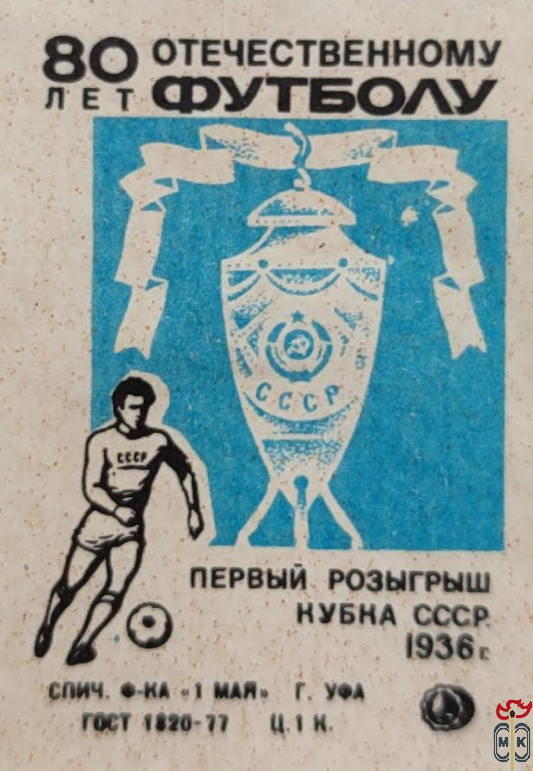 80 ЛЕТ
ОТЕЧЕСТВЕННОМУ
ФУТБОЛУ
СССР
СССР
ПЕРВЫЙ РОЗЫГРЫШ
КУБКА СССР.
1936 г.
СПИЧ. Ф-КА «1 МАЯ» Г. УФА
ГОСТ 1820-77 Ц. 1 К.
МК